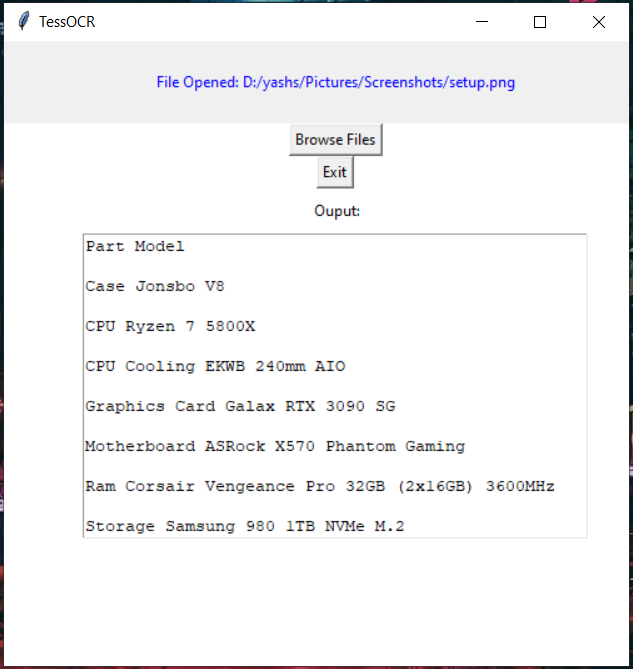 TessOCR
File Opened: D:/yashs/Pictures/Screenshots/setup.png
Browse Files
Exit
Ouput:
Part Model
Case Jonsbo V8
CPU Ryzen 7 5800X
CPU Cooling EKWB 240mm AIO
Graphics Card Galax RTX 3090 SG
Motherboard ASRock X570 Phantom Gaming
Ram Corsair Vengeance Pro 32GB (2x16GB) 3600MHz
Storage Samsung 980 1TB NVMe M.2